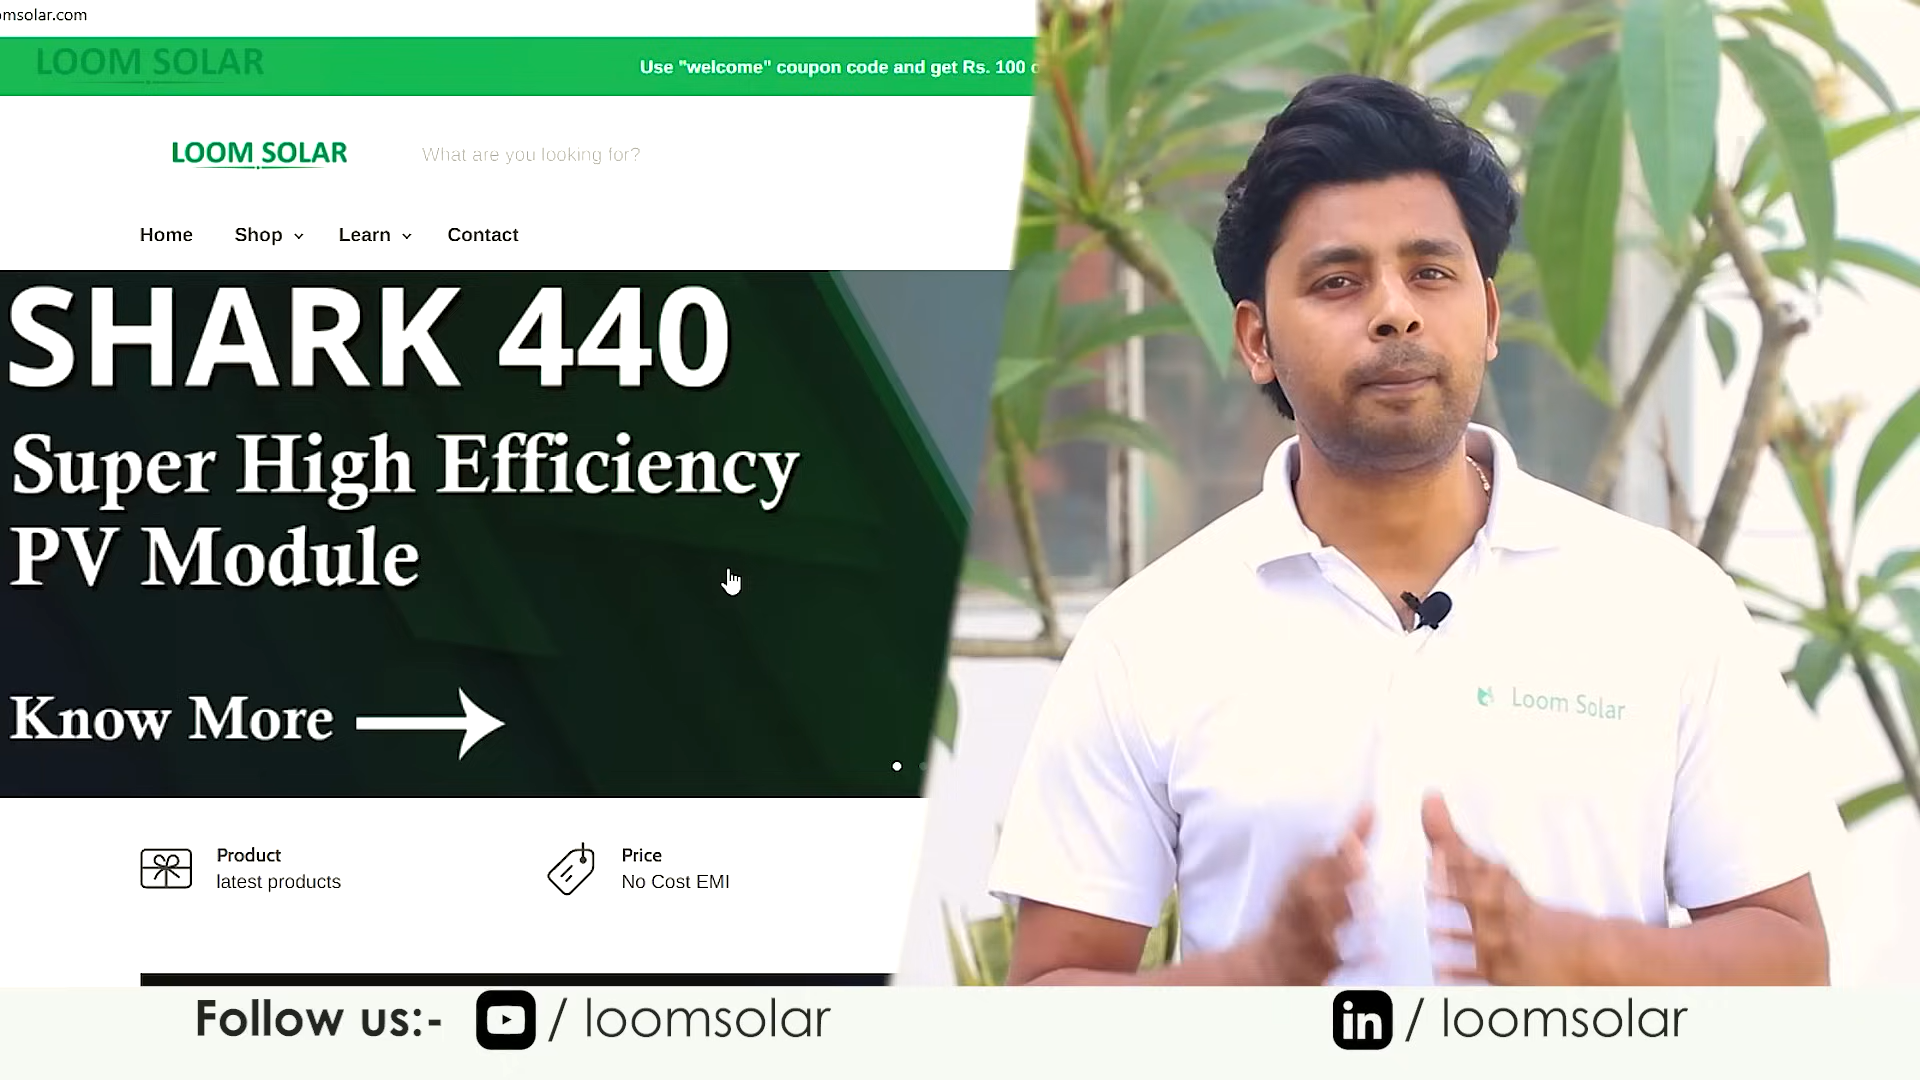 omsolar.com
LOOM SOLAR
Use "welcome" coupon code and get Rs. 100
LOOM SOLAR
What are you looking for?
Home Shop Learn Contact
SHARK 440
Super High Efficiency
PV Module
Know More
Product
latest products
Price
No Cost EMI
Loom Solar
Follow us:- / loomsolar
in / loomsolar